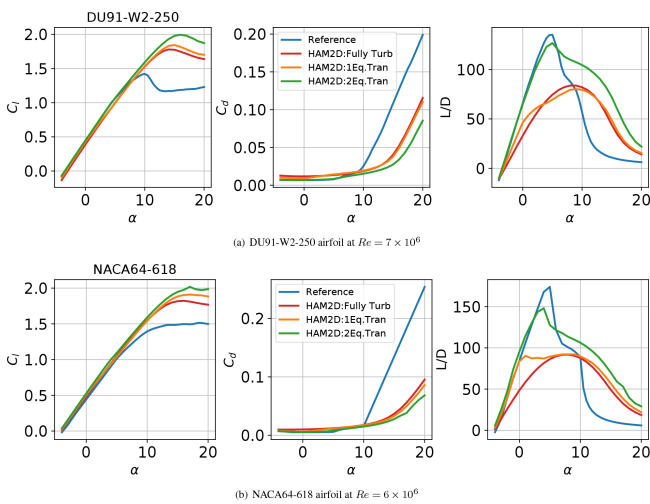 DU91-W2-250
2.0
1.5
1.0
0.5
0.0
C_l
0
10
20
α
0.20
0.15
0.10
0.05
0.00
C_d
Reference
HAM2D:Fully Turb
HAM2D:1Eq.Tran
HAM2D:2Eq.Tran
0
10
20
α
100
50
0
L/D
0
10
20
α
(a) DU91-W2-250 airfoil at Re = 7 × 10^6
NACA64-618
2.0
1.5
1.0
0.5
0.0
C_l
0
10
20
α
0.2
0.1
0.0
C_d
Reference
HAM2D:Fully Turb
HAM2D:1Eq.Tran
HAM2D:2Eq.Tran
0
10
20
α
150
100
50
0
L/D
0
10
20
α
(b) NACA64-618 airfoil at Re = 6 × 10^6